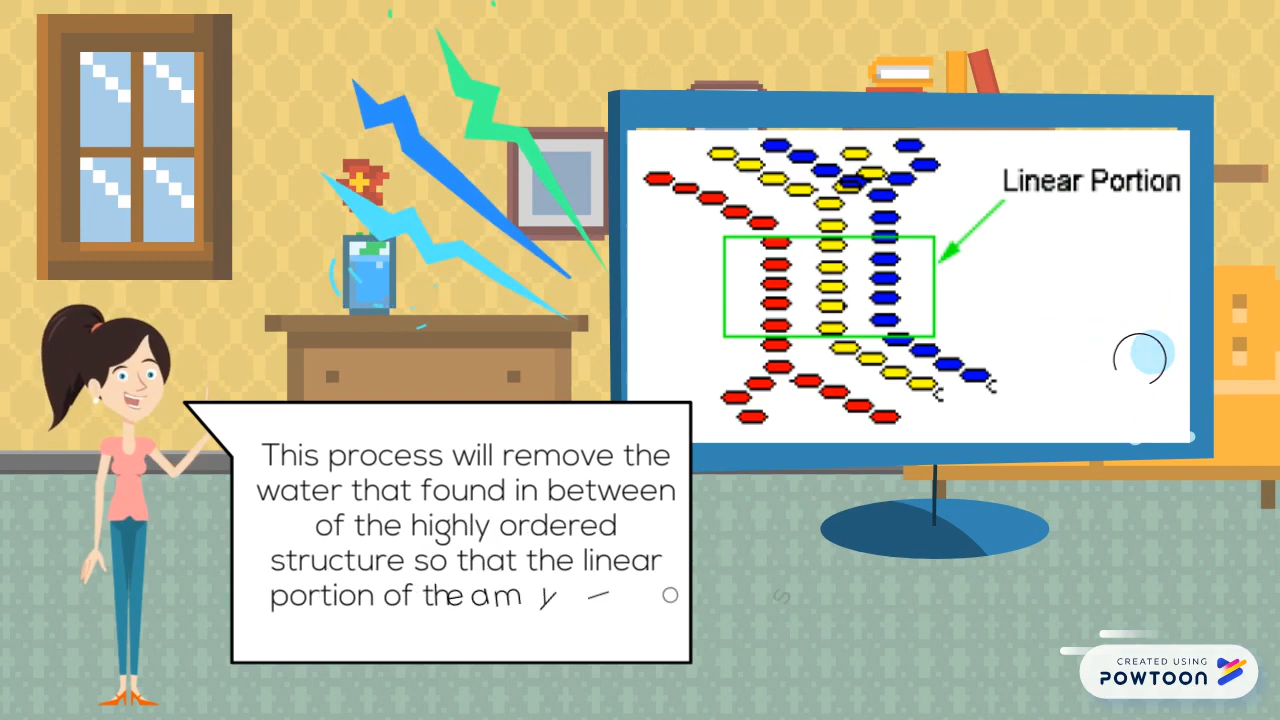 Linear Portion
This process will remove the
water that found in between
of the highly ordered
structure so that the linear
portion of the amy
CREATED USING
POWTOON